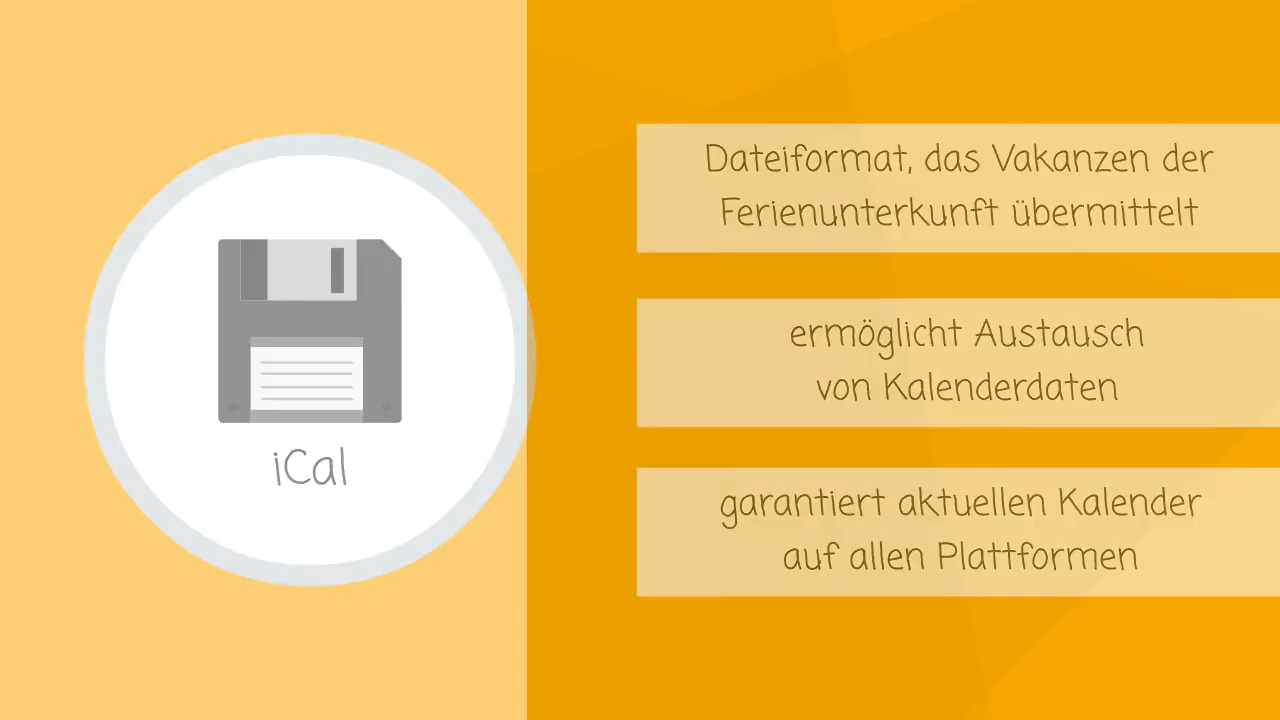 iCal
Dateiformat, das Vakanzen der
Ferienunterkunft übermittelt
ermöglicht Austausch
von Kalenderdaten
garantiert aktuellen Kalender
auf allen Plattformen